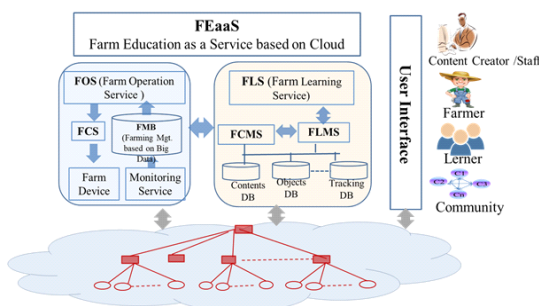 FEaaS
Farm Education as a Service based on Cloud
FOS (Farm Operation
Service )
FCS
FMB
(Farming Mgt.
based on Big
Data).
Farm
Device
Monitoring
Service
FLS (Farm Learning
Service)
FCMS
FLMS
Contents
DB
Objects
DB
Tracking
DB
User Interface
Content Creator /Staff
Farmer
Lerner
Community